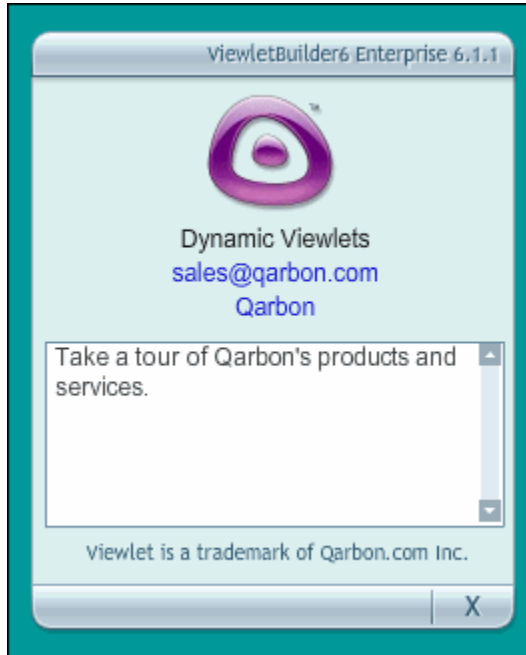 ViewletBuilder6 Enterprise 6.1.1
TM
Dynamic Viewlets
sales@qarbon.com
Qarbon
Take a tour of Qarbon's products and
services.
Viewlet is a trademark of Qarbon.com Inc.
X